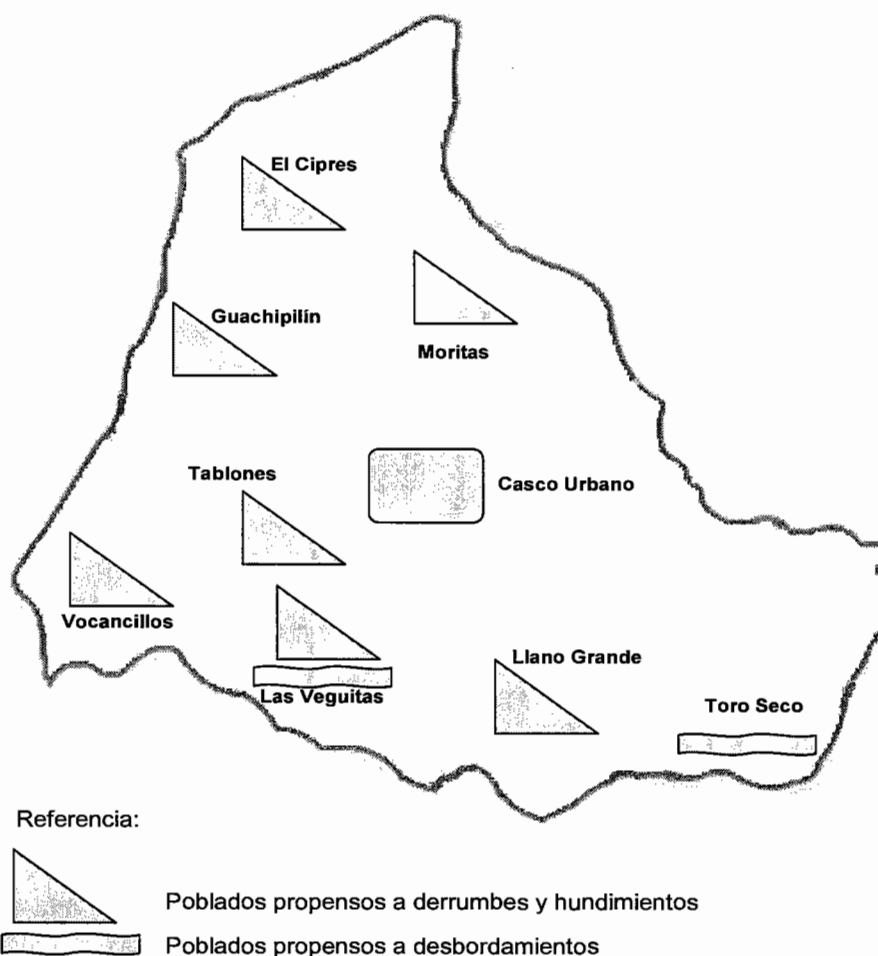 El Cipres
Guachipilín
Moritas
Tablones
Casco Urbano
Vocancillos
Las Veguitas
Llano Grande
Toro Seco
Referencia:
Poblados propensos a derrumbes y hundimientos
Poblados propensos a desbordamientos